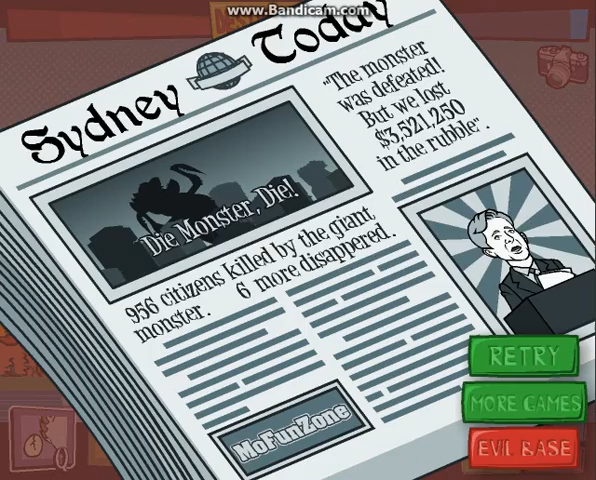 www.Bandicam.com
Sydney Today
"The monster
was defeated!
But we lost
$"3,521,250
in the rubble".
Die Monster, Die!
956 citizens killed by the giant
monster. 6 more disappered.
MoFunZone
RETRY
MORE GAMES
EVIL BASE